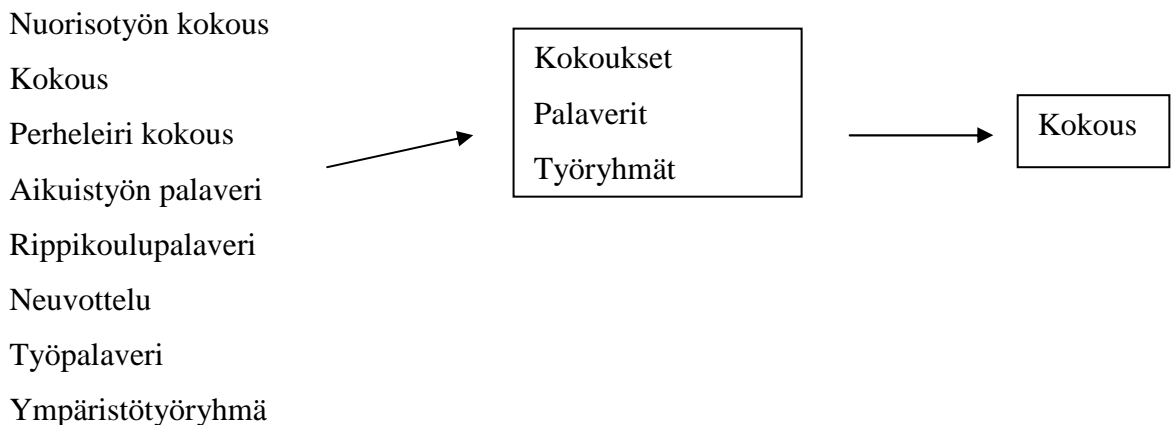 Nuorisotyön kokous
Kokous
Perheleiri kokous
Aikuistyön palaveri
Rippikoulupalaveri
Neuvottelu
Työpalaveri
Ympäristötyöryhmä
Kokoukset
Palaverit
Työryhmät
Kokous